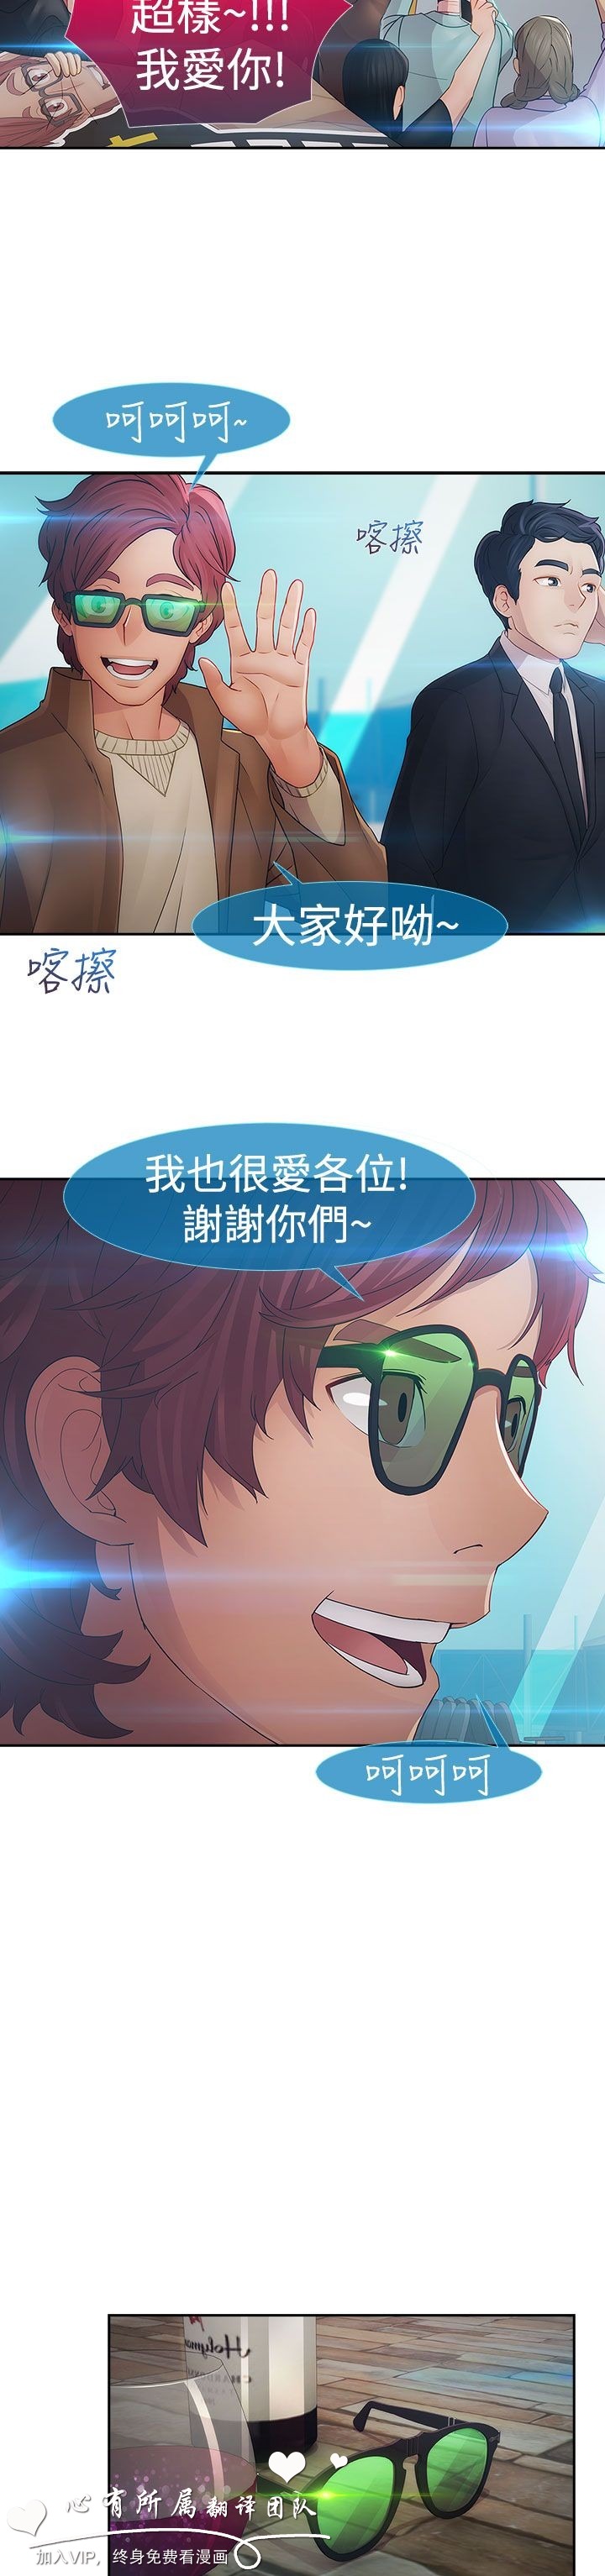 超樣~!!!
我愛你!
呵呵呵~
喀擦
大家好呦~
喀擦
我也很愛各位!
謝謝你們~
呵呵呵
心有所属翻译团队
加入VIP，终身免费看漫画